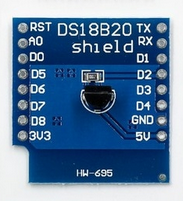 DS18B20
shield
RST
A0
D0
D5
D6
D7
D8
3V3
TX
RX
D1
D2
D3
D4
GND
5V
HW-695